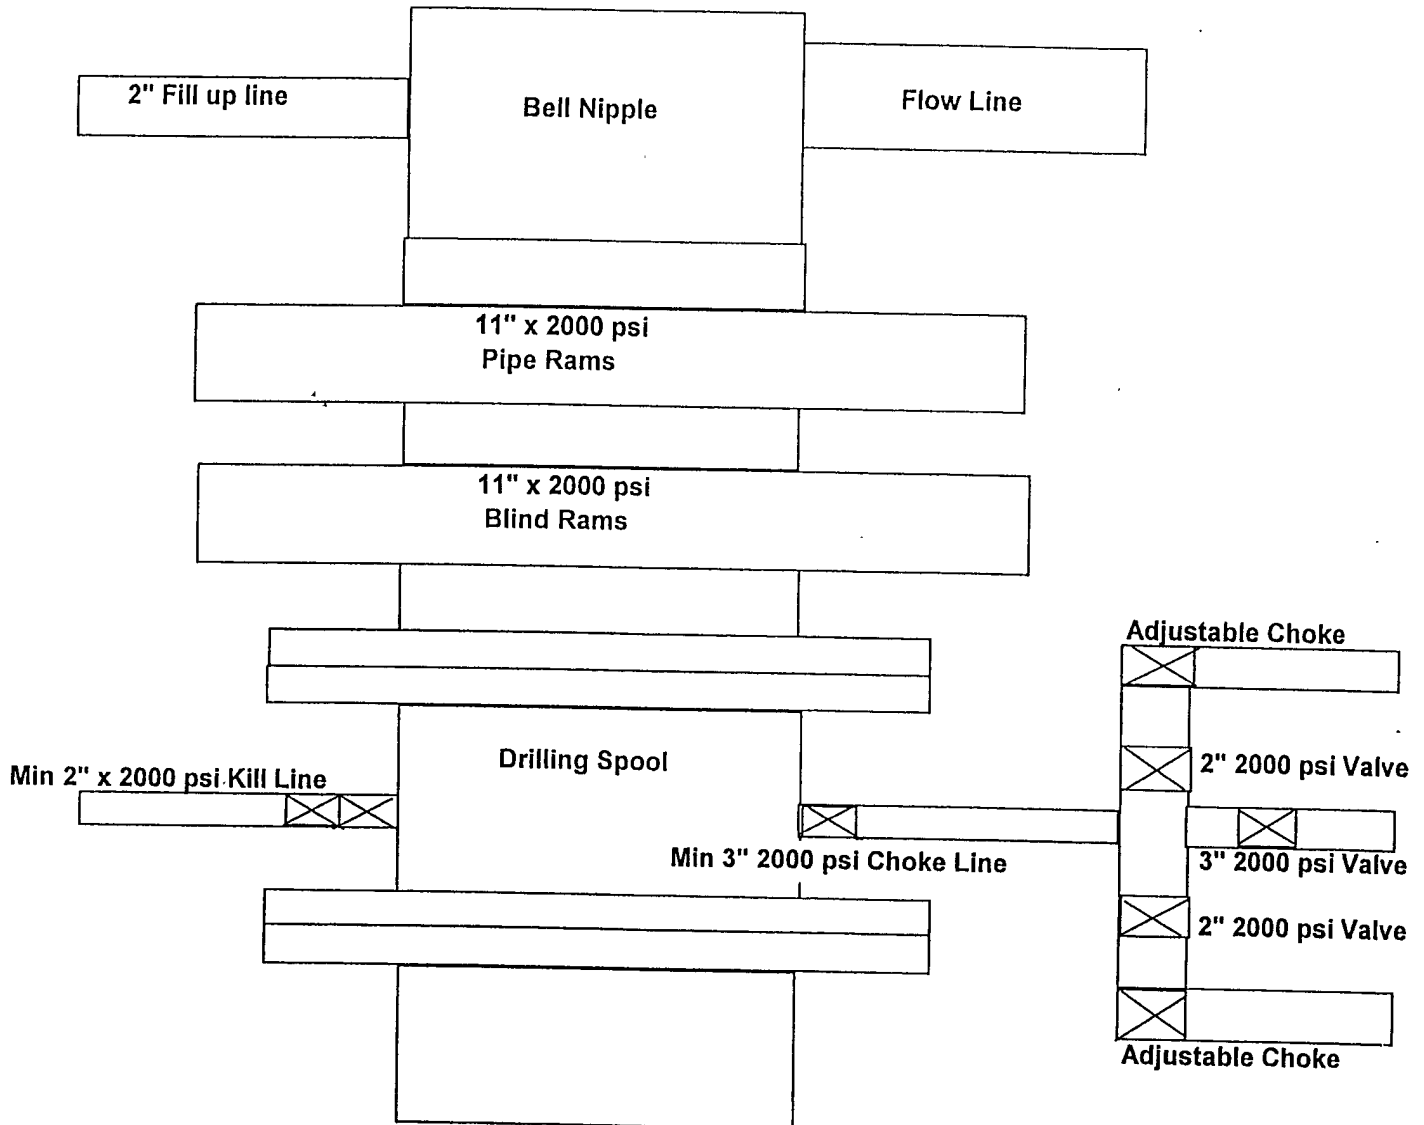 2" Fill up line
Bell Nipple
Flow Line
11" x 2000 psi
Pipe Rams
11" x 2000 psi
Blind Rams
Adjustable Choke
Drilling Spool
2" 2000 psi Valve
Min 2" x 2000 psi Kill Line
Min 3" 2000 psi Choke Line
3" 2000 psi Valve
2" 2000 psi Valve
Adjustable Choke